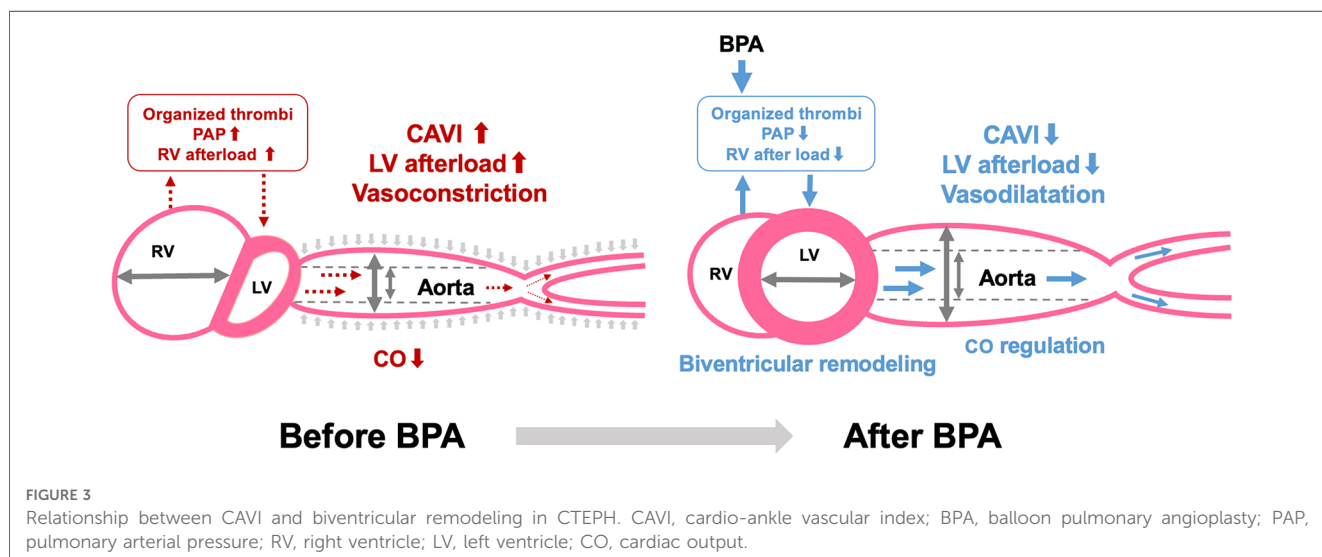 Organized thrombi
PAP ⬆
RV afterload ⬆
CAVI ⬆
LV afterload ⬆
Vasoconstriction
RV
LV
Aorta
CO ⬇
Before BPA
BPA
Organized thrombi
PAP ⬇
RV after load ⬇
CAVI ⬇
LV afterload ⬇
Vasodilatation
RV
LV
Aorta
Biventricular remodeling
CO regulation
After BPA
FIGURE 3
Relationship between CAVI and biventricular remodeling in CTEPH. CAVI, cardio-ankle vascular index; BPA, balloon pulmonary angioplasty; PAP,
pulmonary arterial pressure; RV, right ventricle; LV, left ventricle; CO, cardiac output.